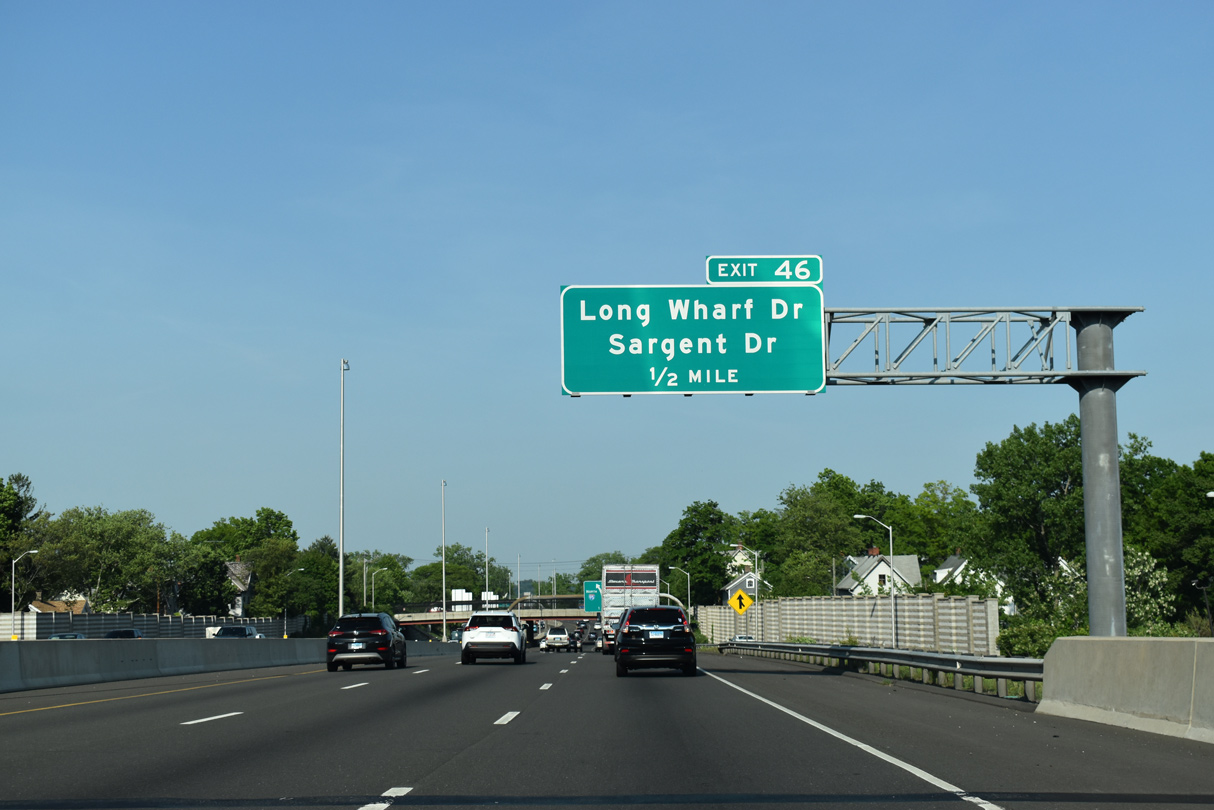 EXIT 46
Long Wharf Dr
Sargent Dr
1/2 MILE